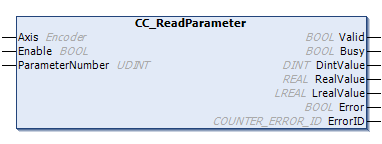 CC_ReadParameter
Axis Encoder BOOL Valid
Enable BOOL BOOL Busy
ParameterNumber UDINT DINT DintValue
REAL RealValue
LREAL LrealValue
BOOL Error
COUNTER_ERROR_ID ErrorID